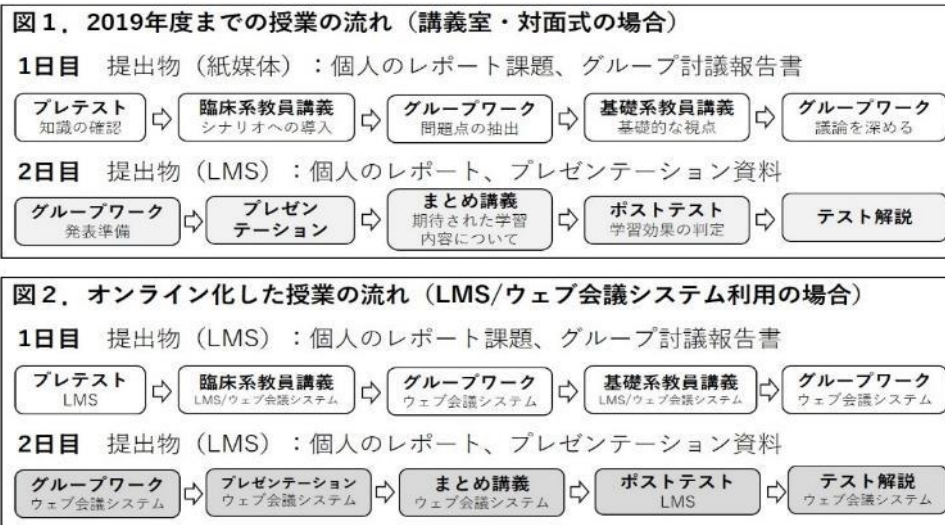 図１．2019年度までの授業の流れ（講義室・対面式の場合）
1日目　提出物（紙媒体）：個人のレポート課題、グループ討議報告書
プレテスト
知識の確認
臨床系教員講義
シナリオへの導入
グループワーク
問題点の抽出
基礎系教員講義
基礎的な視点
グループワーク
議論を深める
2日目　提出物（LMS）：個人のレポート、プレゼンテーション資料
グループワーク
発表準備
プレゼン
テーション
まとめ講義
期待された学習
内容について
ポストテスト
学習効果の判定
テスト解説
図２．オンライン化した授業の流れ（LMS/ウェブ会議システム利用の場合）
1日目　提出物（LMS）：個人のレポート課題、グループ討議報告書
プレテスト
LMS
臨床系教員講義
LMS/ウェブ会議システム
グループワーク
ウェブ会議システム
基礎系教員講義
LMS/ウェブ会議システム
グループワーク
ウェブ会議システム
2日目　提出物（LMS）：個人のレポート、プレゼンテーション資料
グループワーク
ウェブ会議システム
プレゼンテーション
ウェブ会議システム
まとめ講義
ウェブ会議システム
ポストテスト
LMS
テスト解説
ウェブ会議システム